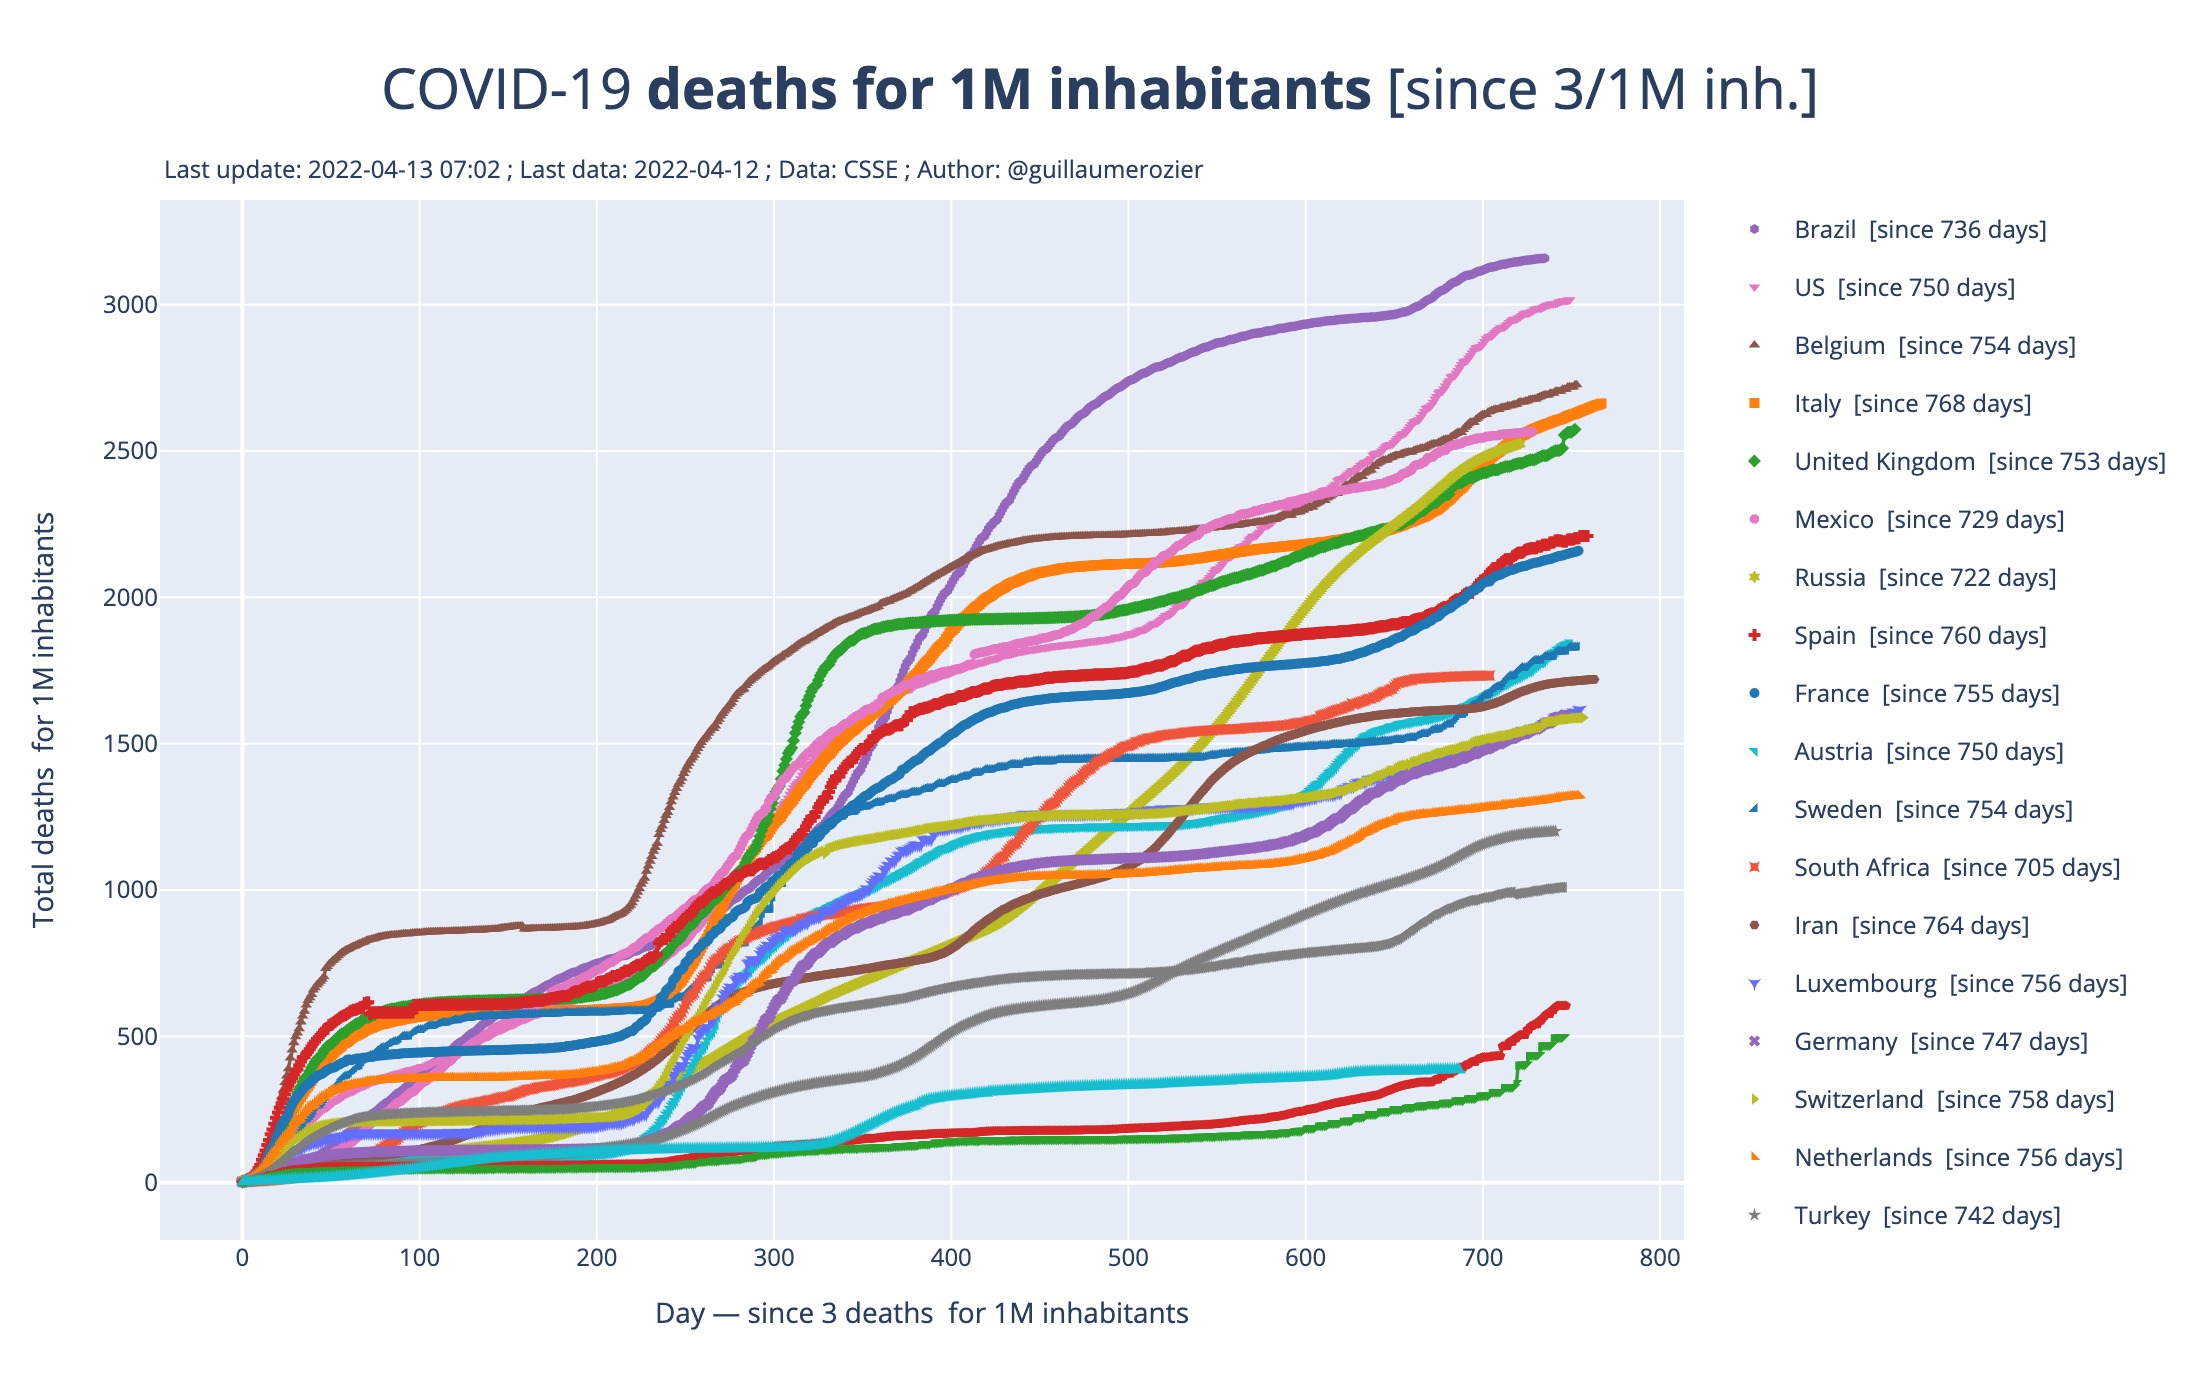 COVID-19 deaths for 1M inhabitants [since 3/1M inh.]
Last update: 2022-04-13 07:02 ; Last data: 2022-04-12 ; Data: CSSE ; Author: @guillaumerozier
Total deaths for 1M inhabitants
3000
2500
2000
1500
1000
500
0
0 100 200 300 400 500 600 700 800
Day — since 3 deaths for 1M inhabitants
Brazil [since 736 days]
US [since 750 days]
Belgium [since 754 days]
Italy [since 768 days]
United Kingdom [since 753 days]
Mexico [since 729 days]
Russia [since 722 days]
Spain [since 760 days]
France [since 755 days]
Austria [since 750 days]
Sweden [since 754 days]
South Africa [since 705 days]
Iran [since 764 days]
Luxembourg [since 756 days]
Germany [since 747 days]
Switzerland [since 758 days]
Netherlands [since 756 days]
Turkey [since 742 days]